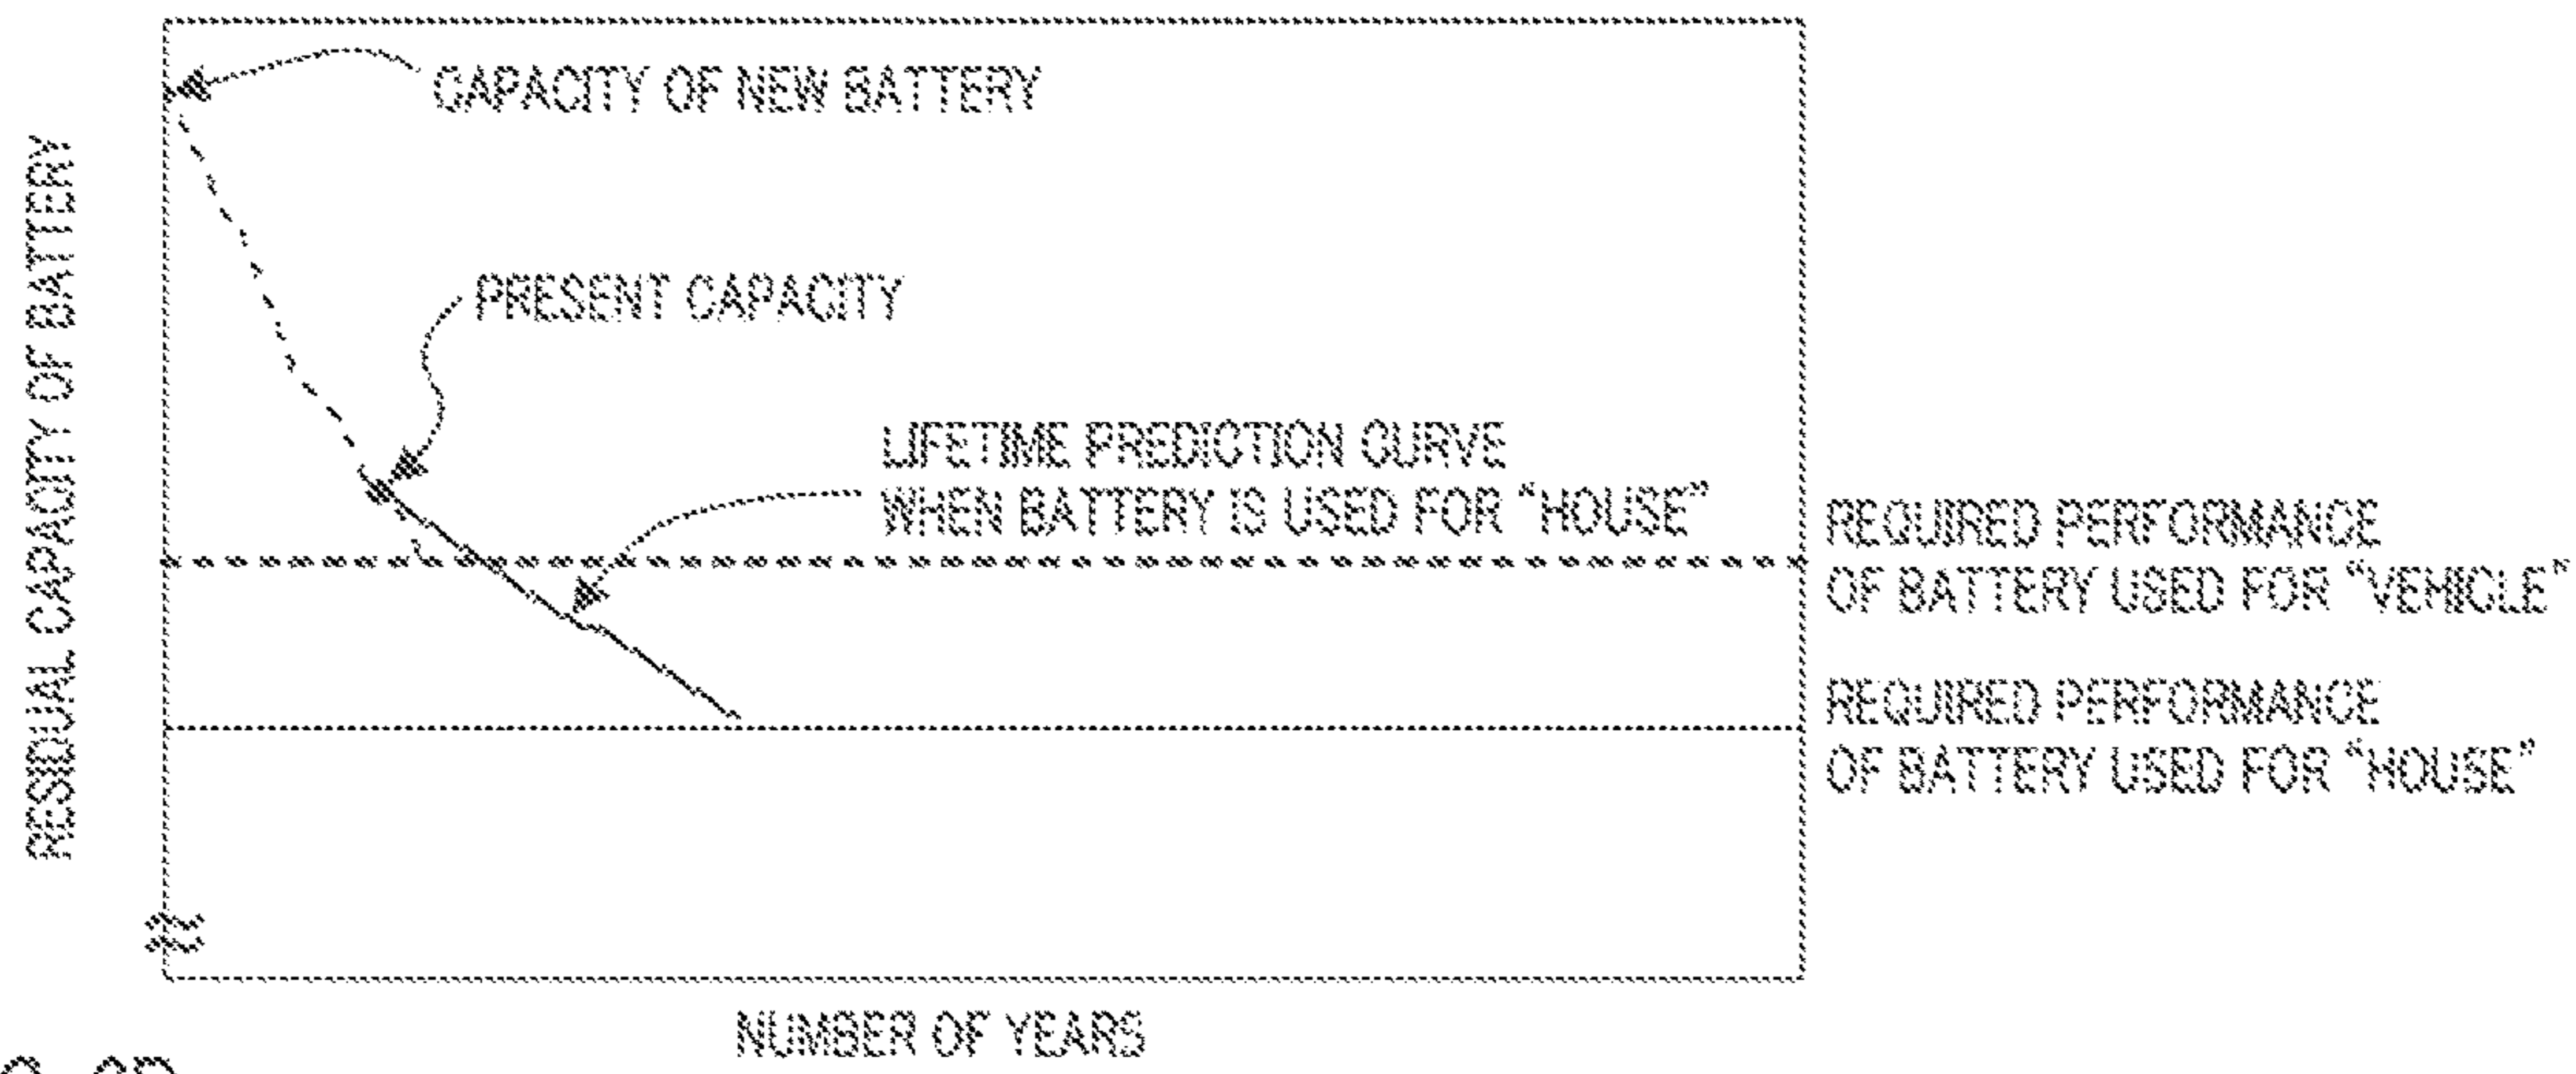 CAPACITY OF NEW BATTERY
PRESENT CAPACITY
LIFETIME PREDICTION CURVE
WHEN BATTERY IS USED FOR “HOUSE”
REQUIRED PERFORMANCE
OF BATTERY USED FOR “VEHICLE”
REQUIRED PERFORMANCE
OF BATTERY USED FOR “HOUSE”
RESIDUAL CAPACITY OF BATTERY
NUMBER OF YEARS